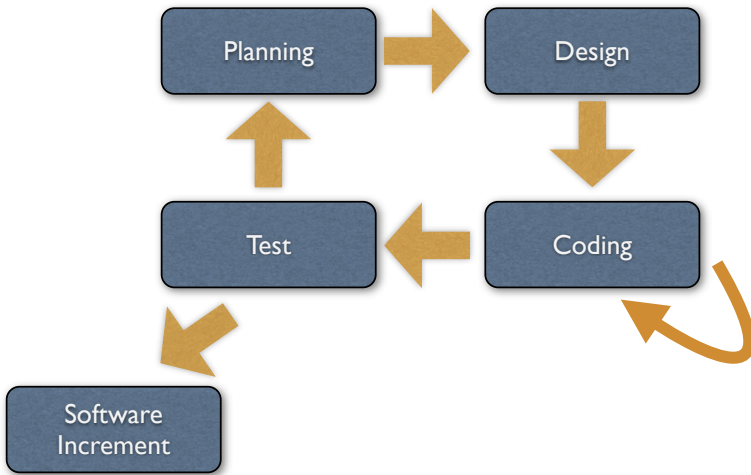 Planning
Design
Test
Coding
Software
Increment